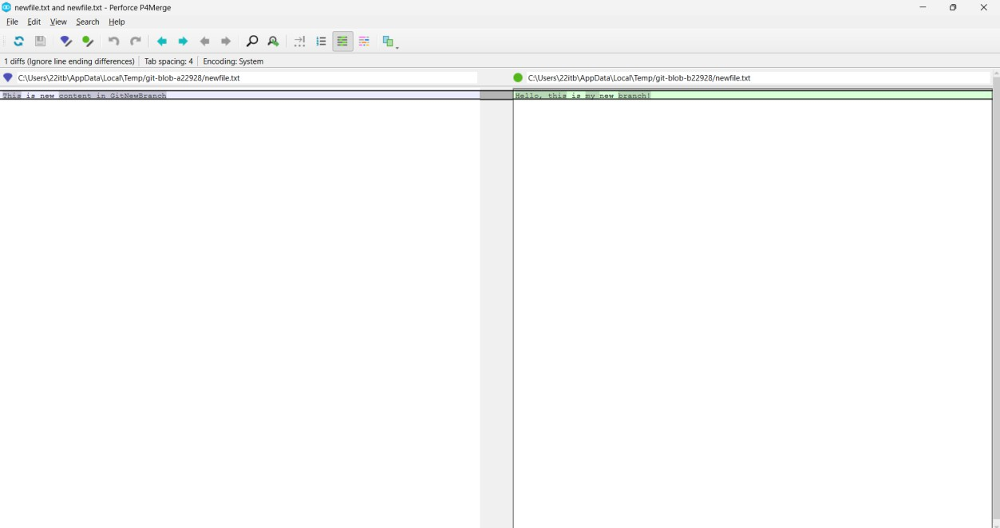 newfile.txt and newfile.txt - Perforce P4Merge
File Edit View Search Help
1 diffs (Ignore line ending differences) Tab spacing: 4 Encoding: System
C:\Users\22itb\AppData\Local\Temp/git-blob-a22928/newfile.txt
C:\Users\22itb\AppData\Local\Temp/git-blob-b22928/newfile.txt
This is new content in GitNewBranch
Hello, this is my new branch!